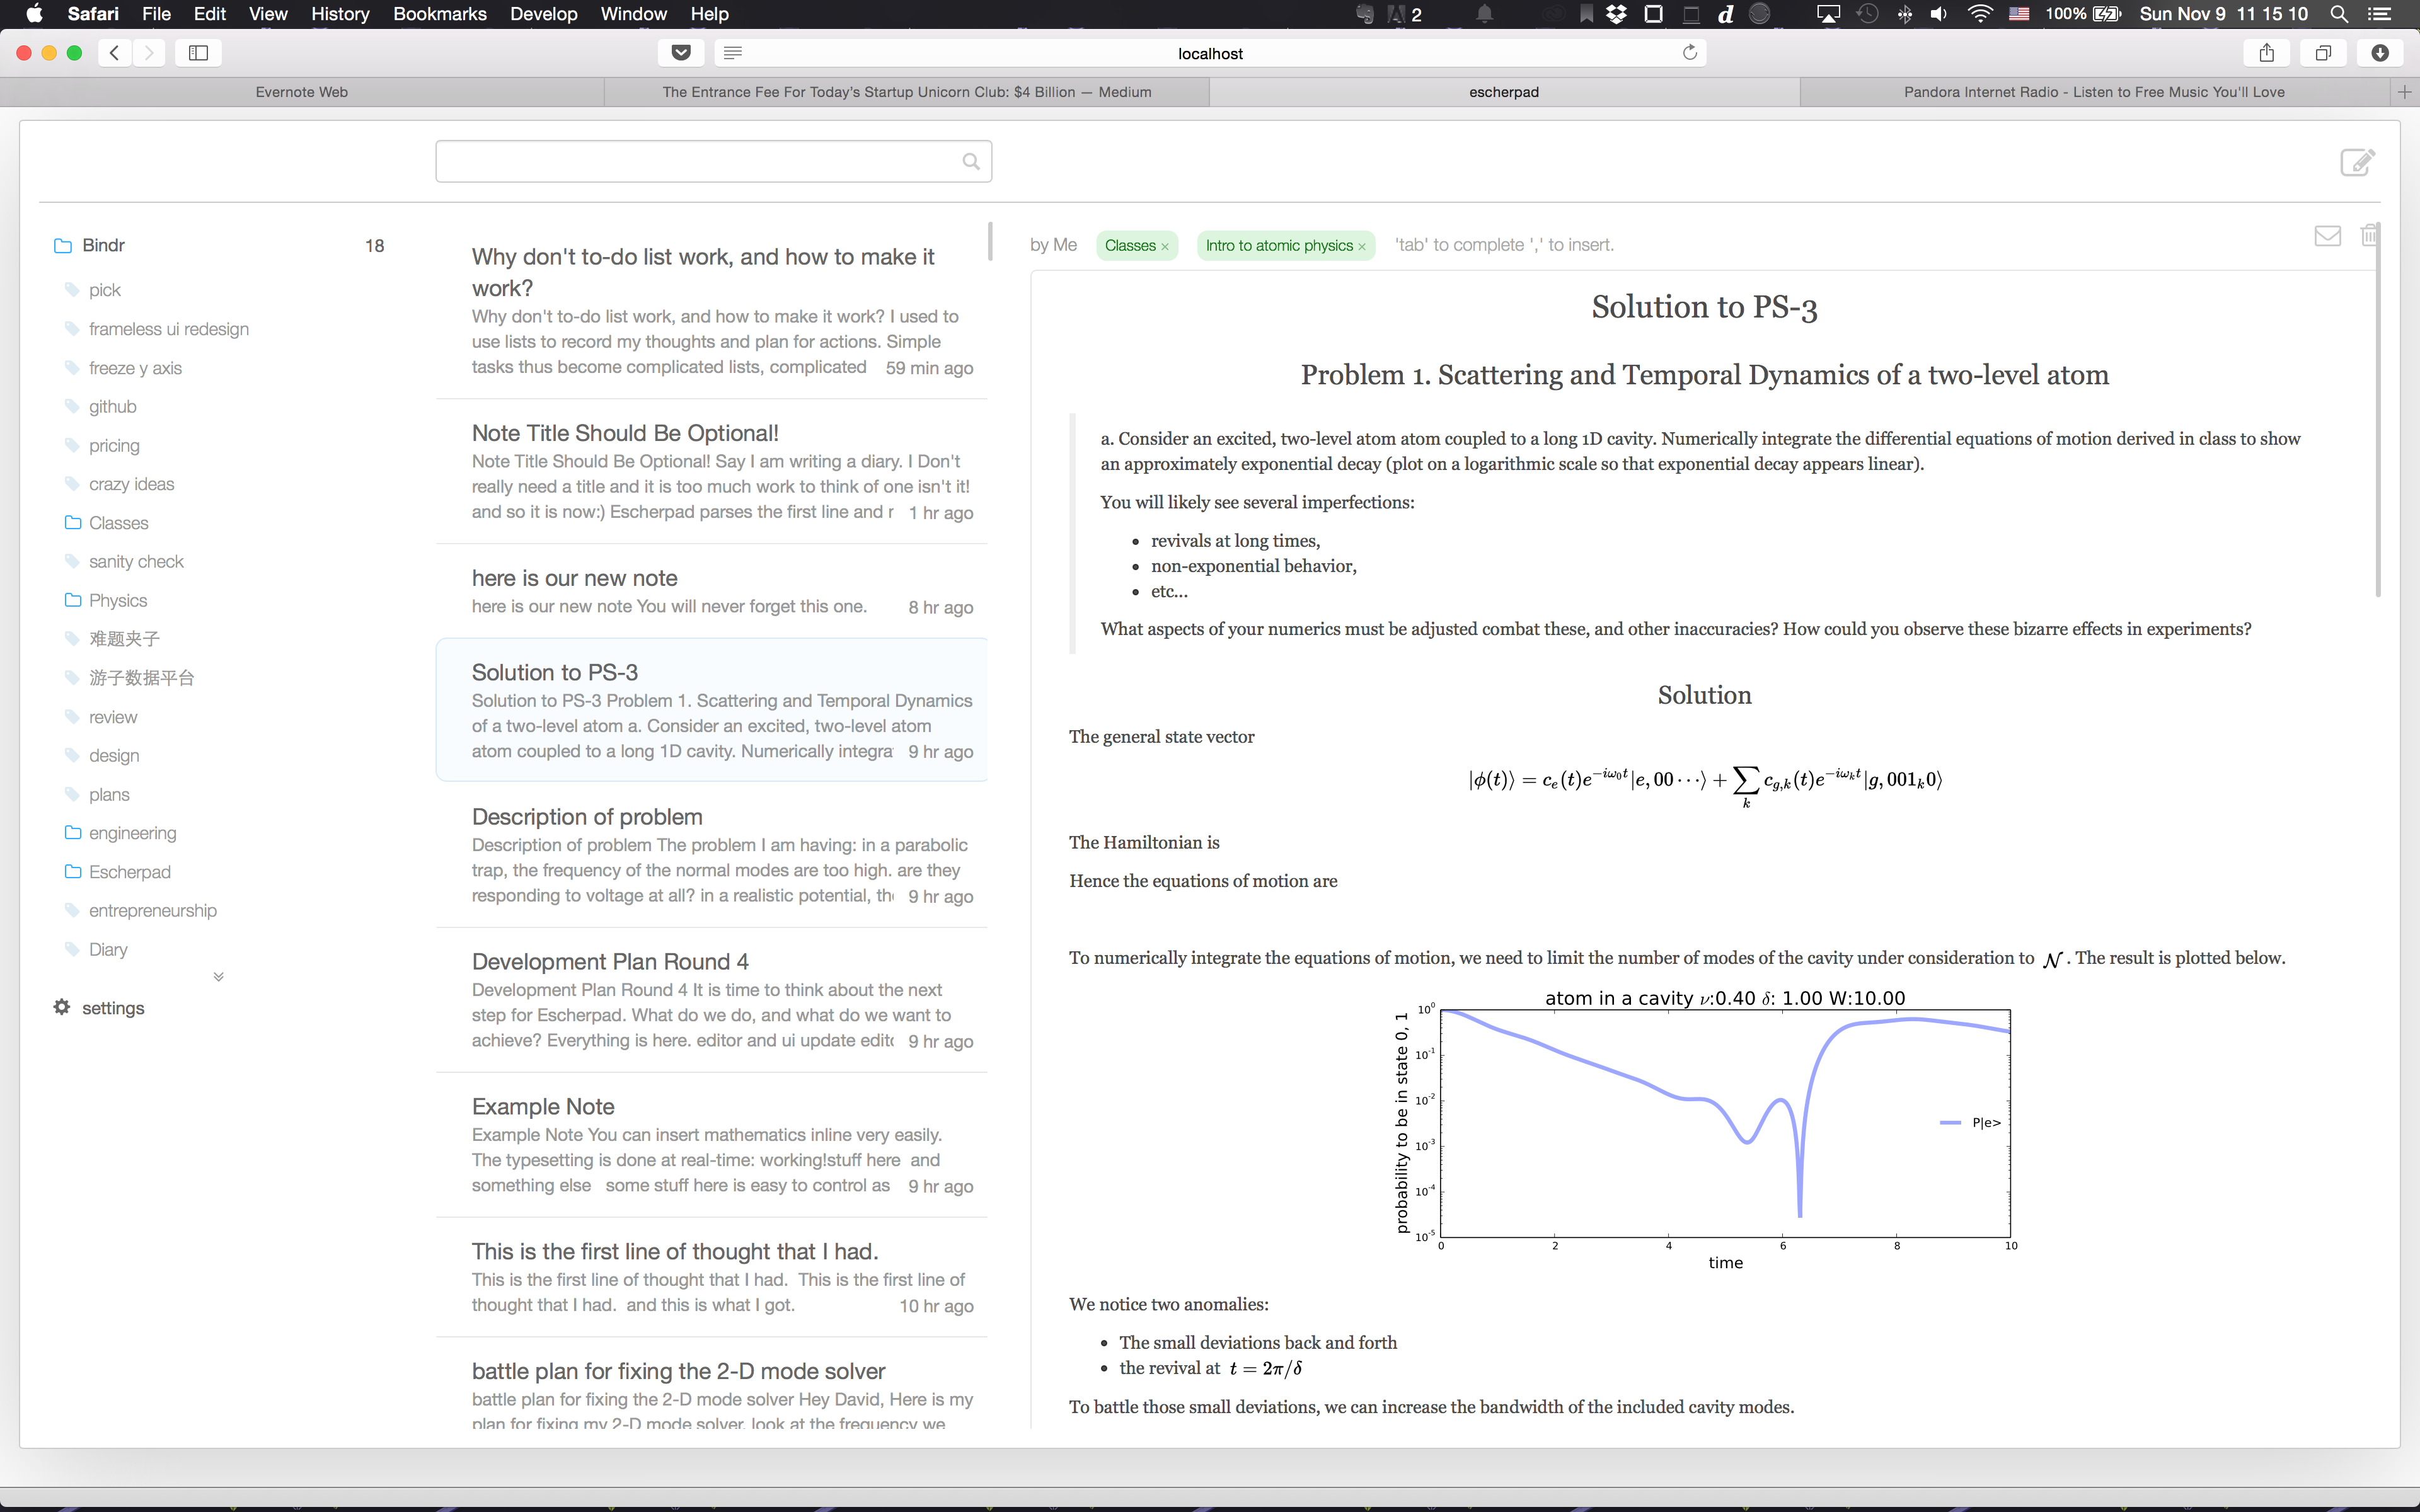 Safari File Edit View History Bookmarks Develop Window Help 2 100% Sun Nov 9 11 15 10
localhost
Evernote Web
The Entrance Fee For Today's Startup Unicorn Club: $4 Billion — Medium
escherpad
Pandora Internet Radio - Listen to Free Music You'll Love
Bindr 18
pick
frameless ui redesign
freeze y axis
github
pricing
crazy ideas
Classes
sanity check
Physics
难题夹子
游子数据平台
review
design
plans
engineering
Escherpad
entrepreneurship
Diary
settings
Why don't to-do list work, and how to make it
work?
Why don't to-do list work, and how to make it work? I used to
use lists to record my thoughts and plan for actions. Simple
tasks thus become complicated lists, complicated 59 min ago
Note Title Should Be Optional!
Note Title Should Be Optional! Say I am writing a diary. I Don't
really need a title and it is too much work to think of one isn't it!
and so it is now:) Escherpad parses the first line and r 1 hr ago
here is our new note
here is our new note You will never forget this one. 8 hr ago
Solution to PS-3
Solution to PS-3 Problem 1. Scattering and Temporal Dynamics
of a two-level atom a. Consider an excited, two-level atom
atom coupled to a long 1D cavity. Numerically integra 9 hr ago
Description of problem
Description of problem The problem I am having: in a parabolic
trap, the frequency of the normal modes are too high. are they
responding to voltage at all? in a realistic potential, the 9 hr ago
Development Plan Round 4
Development Plan Round 4 It is time to think about the next
step for Escherpad. What do we do, and what do we want to
achieve? Everything is here. editor and ui update edito 9 hr ago
Example Note
Example Note You can insert mathematics inline very easily.
The typesetting is done at real-time: working!stuff here and
something else some stuff here is easy to control as 9 hr ago
This is the first line of thought that I had.
This is the first line of thought that I had. This is the first line of
thought that I had. and this is what I got. 10 hr ago
battle plan for fixing the 2-D mode solver
battle plan for fixing the 2-D mode solver Hey David, Here is my
plan for fixing my 2-D mode solver. look at the frequency we
by Me Classes × Intro to atomic physics × 'tab' to complete ',' to insert.
Solution to PS-3
Problem 1. Scattering and Temporal Dynamics of a two-level atom
a. Consider an excited, two-level atom atom coupled to a long 1D cavity. Numerically integrate the differential equations of motion derived in class to show
an approximately exponential decay (plot on a logarithmic scale so that exponential decay appears linear).
You will likely see several imperfections:
• revivals at long times,
• non-exponential behavior,
• etc...
What aspects of your numerics must be adjusted combat these, and other inaccuracies? How could you observe these bizarre effects in experiments?
Solution
The general state vector
|ϕ(t)⟩ = c_e(t)e^{−iω_0t}|e, 00⋯⟩ + ∑_k c_{g,k}(t)e^{−iω_kt}|g, 001_k0⟩
The Hamiltonian is
Hence the equations of motion are
To numerically integrate the equations of motion, we need to limit the number of modes of the cavity under consideration to 𝒩. The result is plotted below.
atom in a cavity ν:0.40 δ: 1.00 W:10.00
probability to be in state 0, 1
10^0
10^-1
10^-2
10^-3
10^-4
10^-5
P|e>
0 2 4 6 8 10
time
We notice two anomalies:
• The small deviations back and forth
• the revival at t = 2π/δ
To battle those small deviations, we can increase the bandwidth of the included cavity modes.